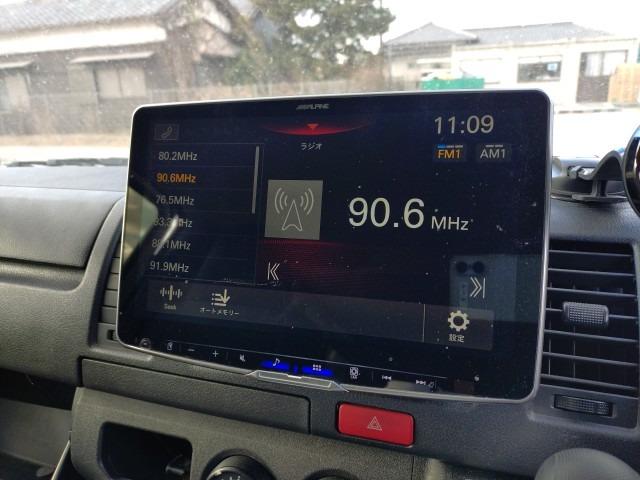 ALPINE
ラジオ
11:09
FM1 AM1
80.2MHz
90.6MHz
76.5MHz
91.9MHz
90.6 MHz
Seek
オートメモリー
設定